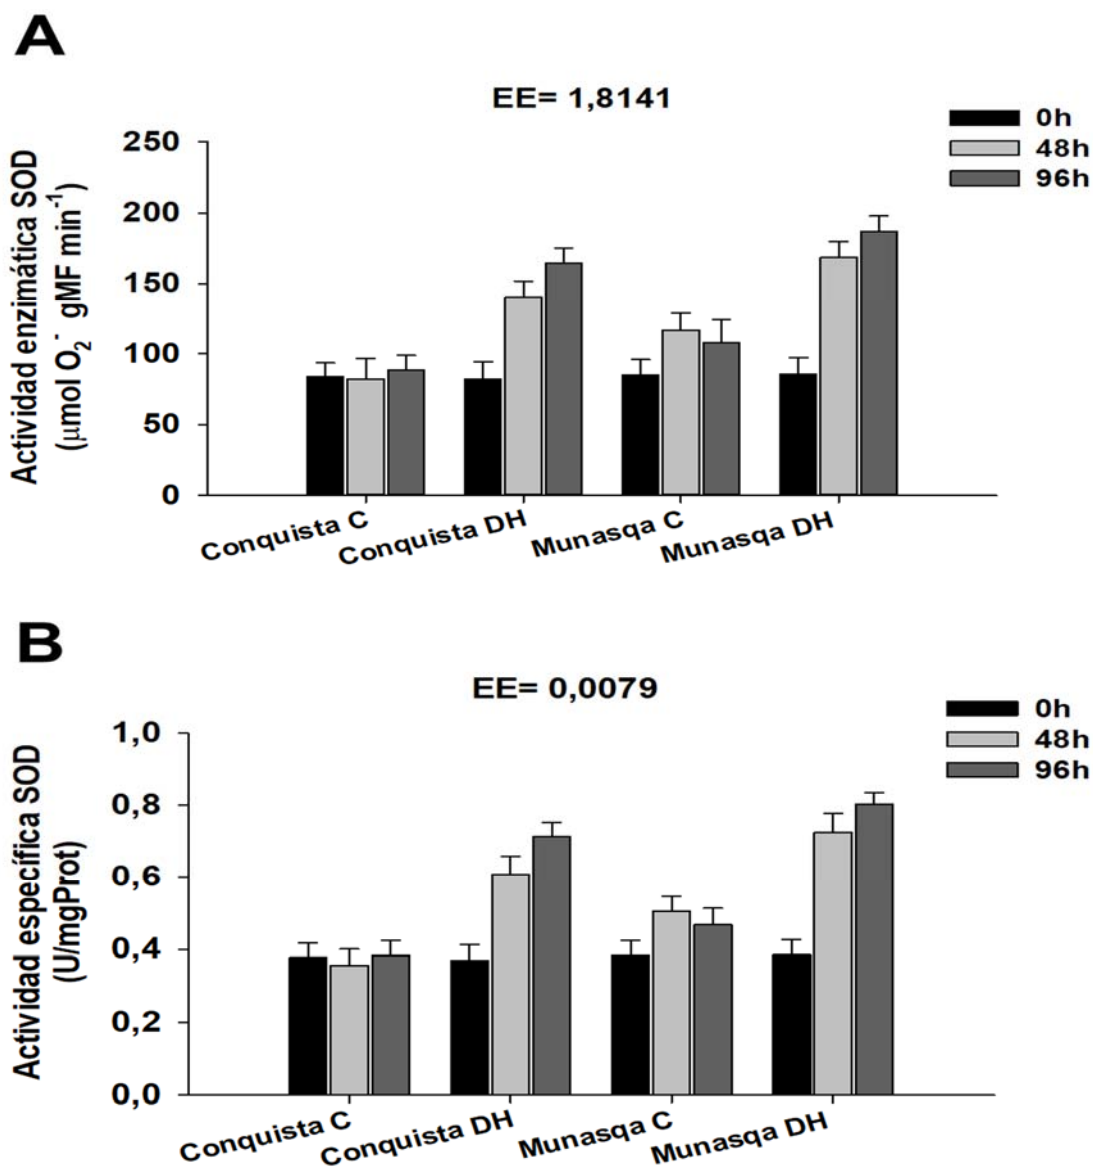 A
EE= 1,8141
0h
48h
96h
Actividad enzimática SOD
(µmol O2- gMF min-1)
250
200
150
100
50
0
Conquista C
Conquista DH
Munasqa C
Munasqa DH
B
EE= 0,0079
0h
48h
96h
Actividad específica SOD
(U/mgProt)
1,0
0,8
0,6
0,4
0,2
0,0
Conquista C
Conquista DH
Munasqa C
Munasqa DH